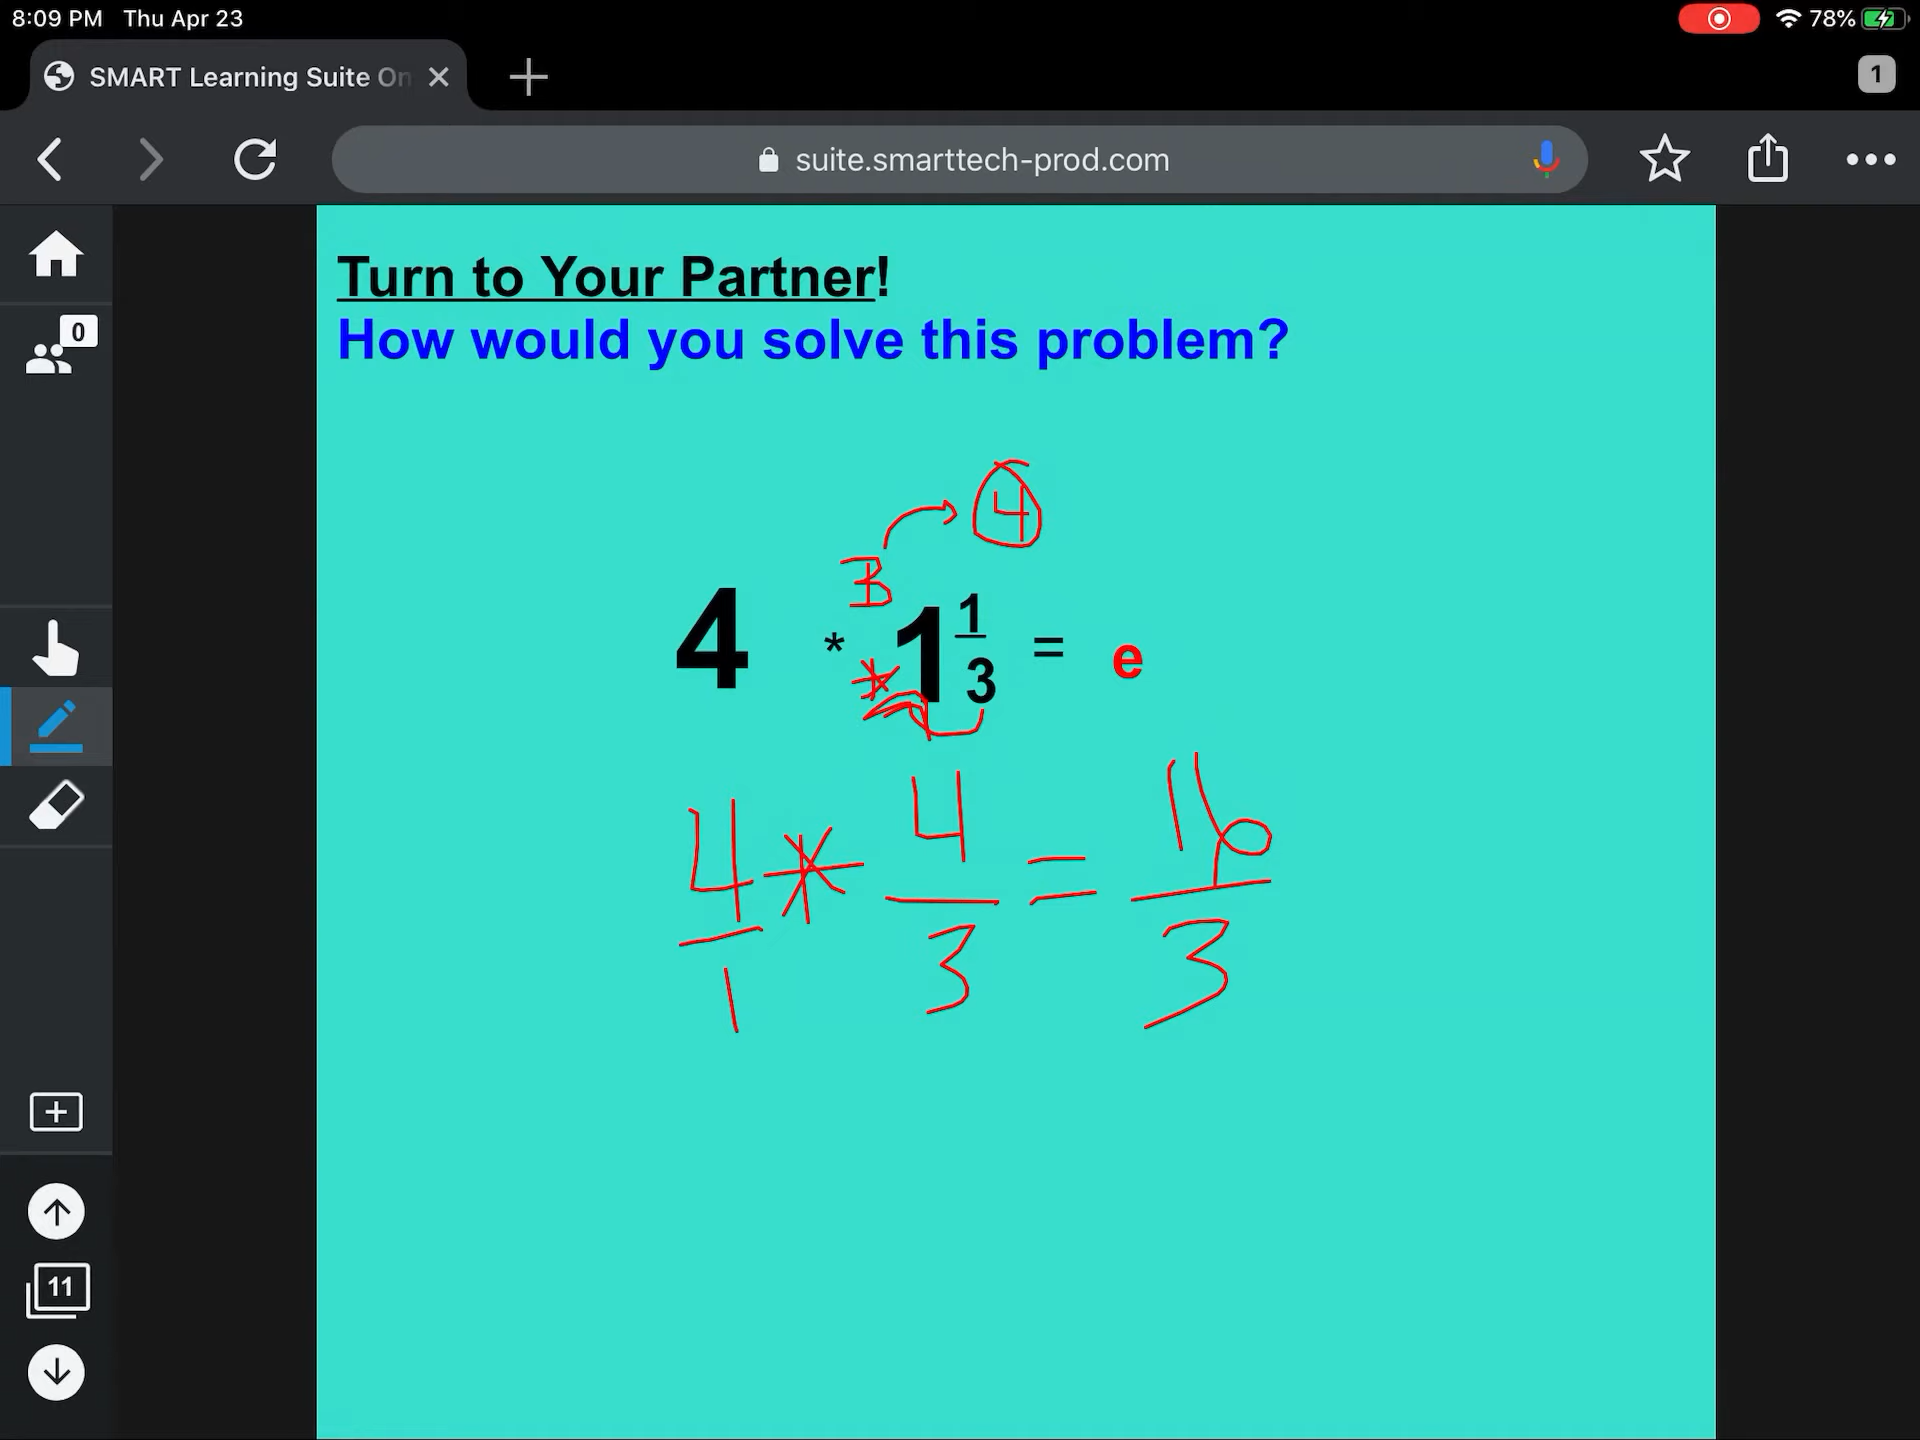 8:09 PM Thu Apr 23 78%
SMART Learning Suite On 1
suite.smarttech-prod.com
0
Turn to Your Partner!
How would you solve this problem?
4
3
4 * 1 1/3 = e
*
4/1 * 4/3 = 16/3
11